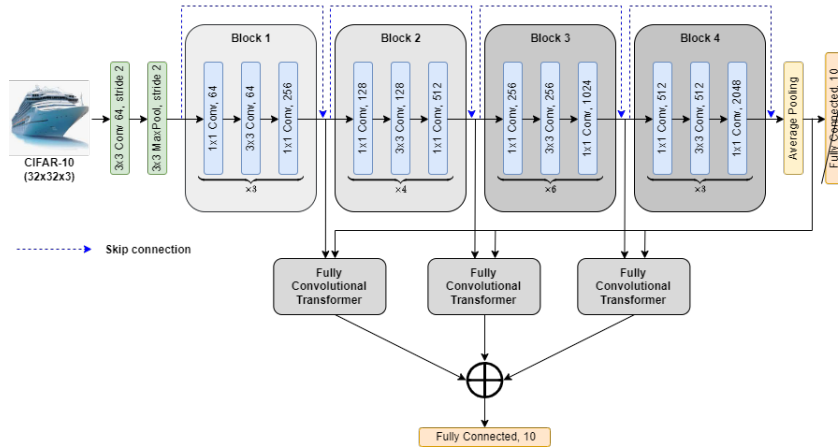 Block 1
Block 2
Block 3
Block 4
CIFAR-10
(32x32x3)
3x3 Conv 64, stride 2
3x3 MaxPool, stride 2
1x1 Conv, 64
3x3 Conv, 64
1x1 Conv, 256
×3
1x1 Conv, 128
3x3 Conv, 128
1x1 Conv, 512
×4
1x1 Conv, 256
3x3 Conv, 256
1x1 Conv, 1024
×6
1x1 Conv, 512
3x3 Conv, 512
1x1 Conv, 2048
×3
Average Pooling
Fully Connected, 10
Skip connection
Fully
Convolutional
Transformer
Fully
Convolutional
Transformer
Fully
Convolutional
Transformer
Fully Connected, 10